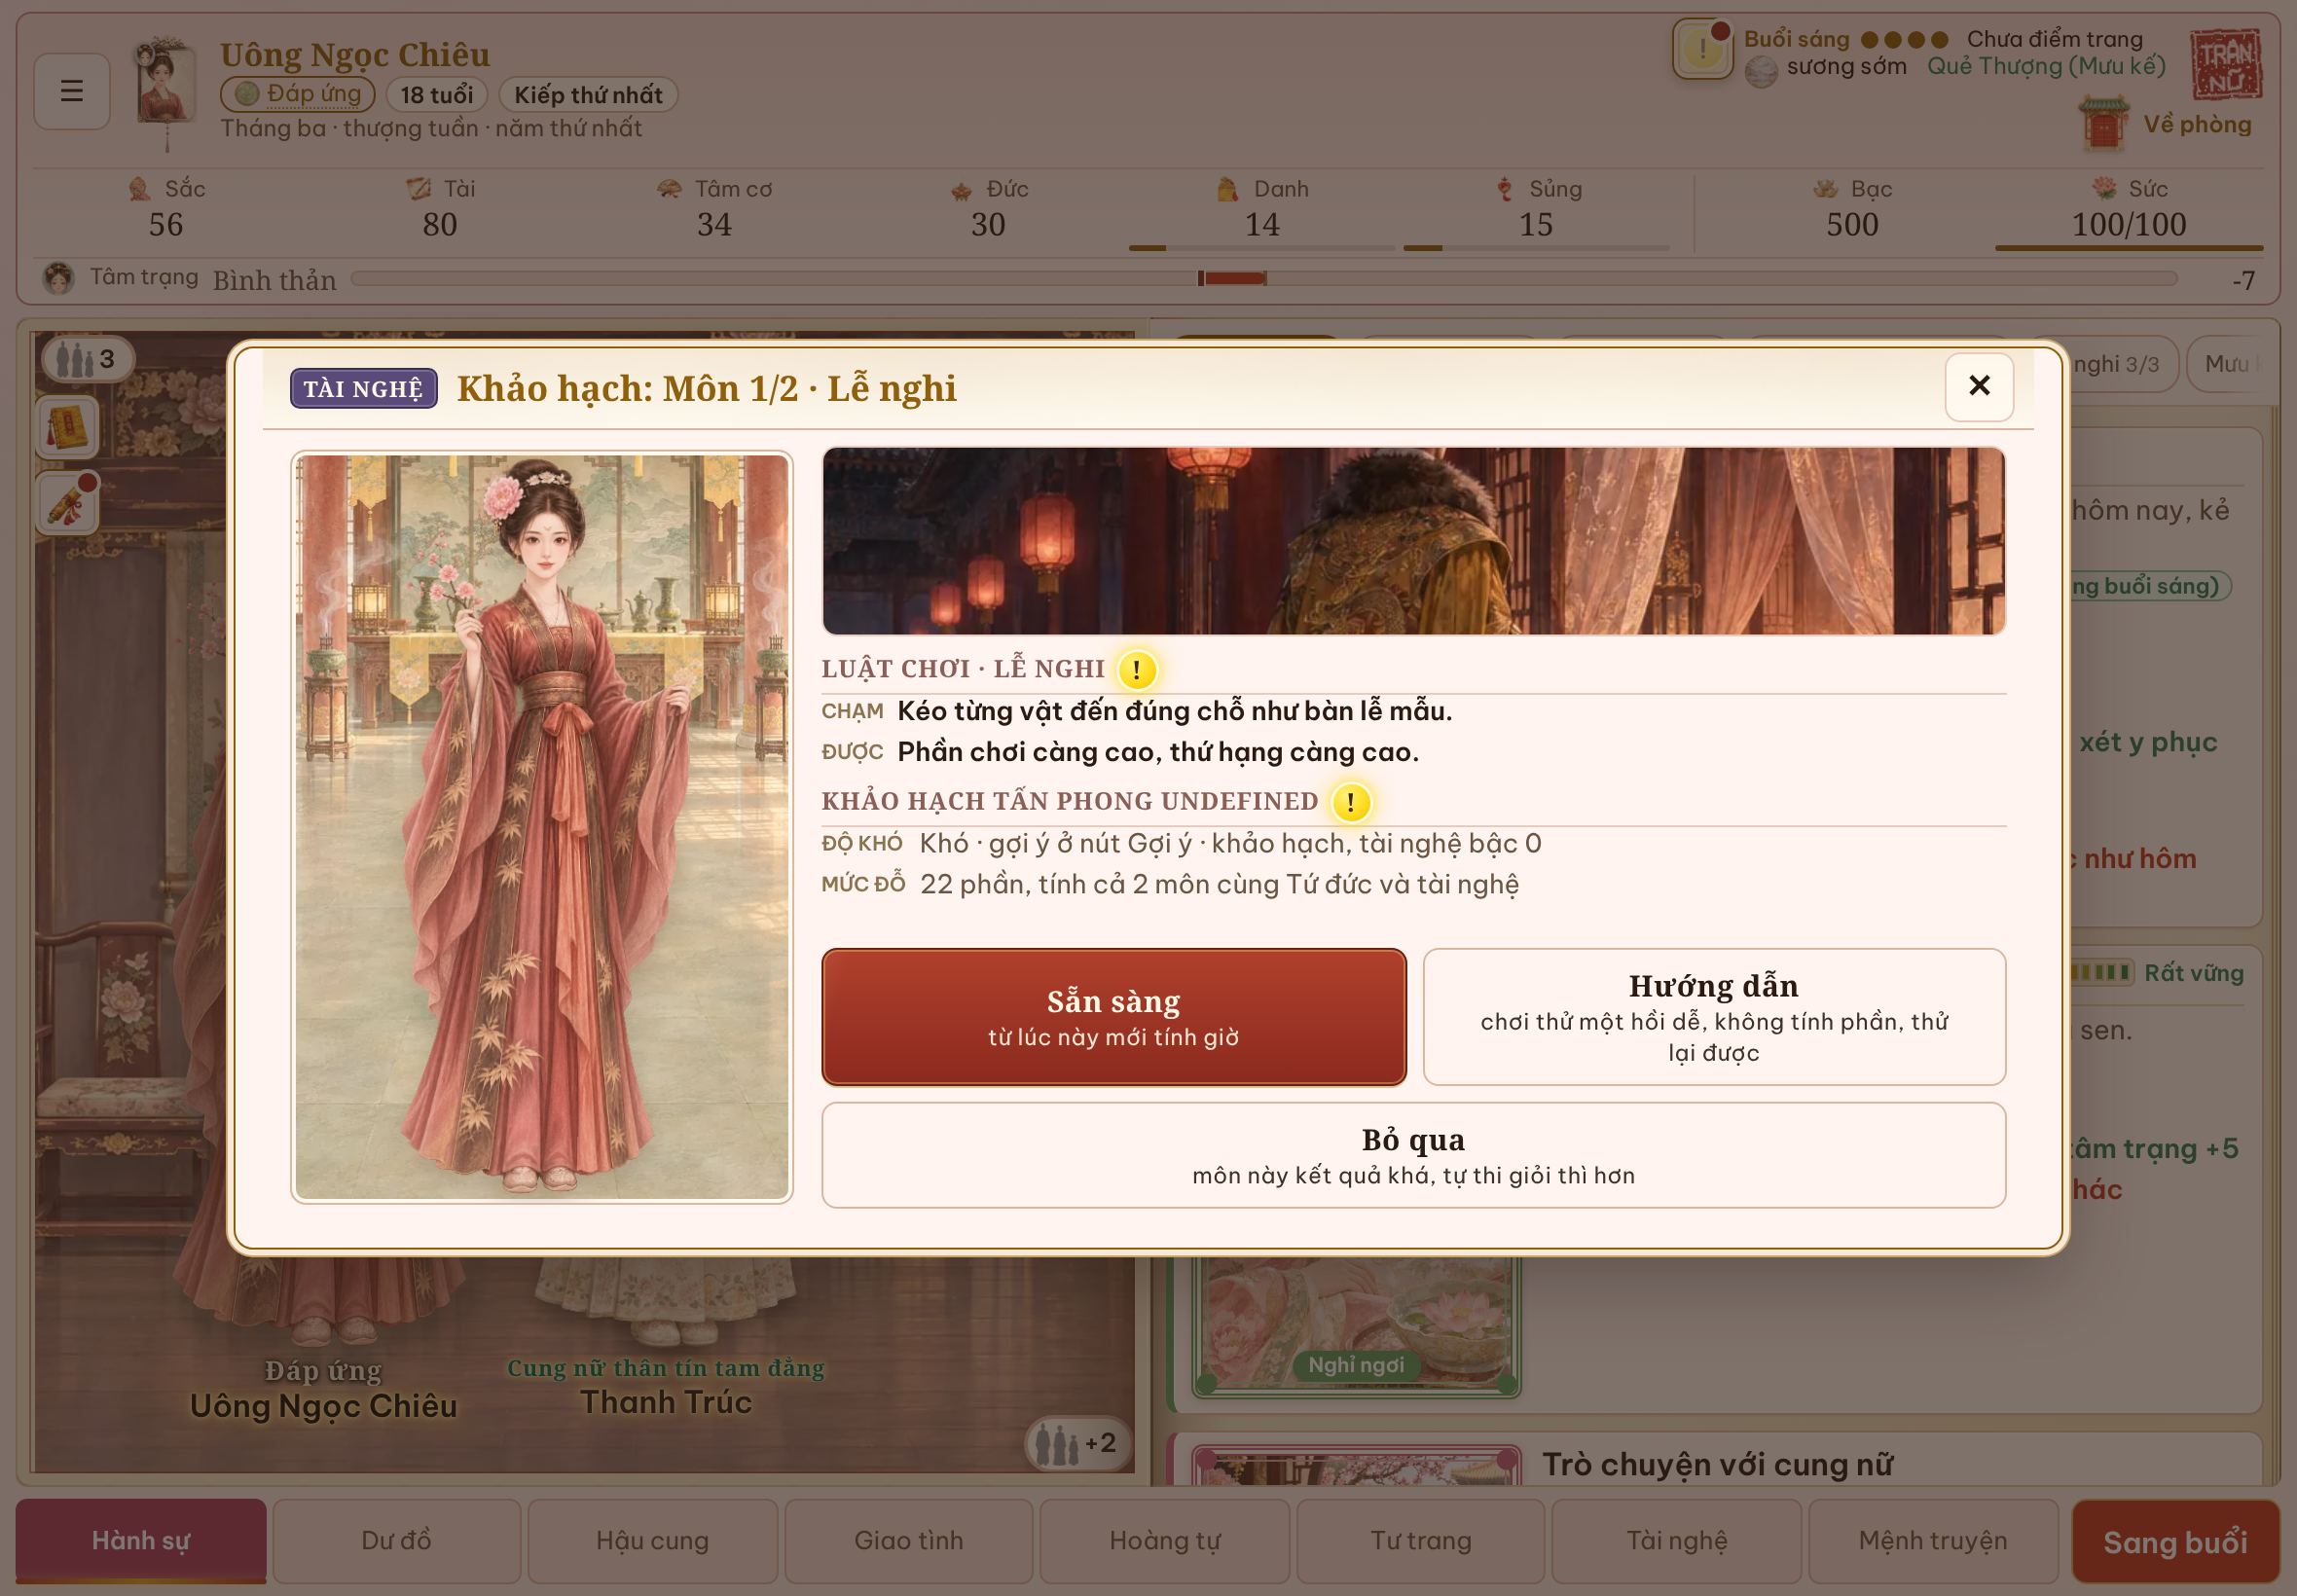 Uông Ngọc Chiêu
Đáp ứng
18 tuổi
Kiếp thứ nhất
Tháng ba · thượng tuần · năm thứ nhất
!
Buổi sáng
Chưa điểm trang
sương sớm
Quẻ Thượng (Mưu kế)
TRÂN NỮ
Về phòng
Sắc
Tài
Tâm cơ
Đức
Danh
Sủng
Bạc
Sức
56
80
34
30
14
15
500
100/100
Tâm trạng
Bình thản
-7
3
nghi 3/3
Mưu
TÀI NGHỆ
Khảo hạch: Môn 1/2 · Lễ nghi
✕
hôm nay, kẻ
ng buổi sáng)
LUẬT CHƠI · LỄ NGHI !
CHẠM Kéo từng vật đến đúng chỗ như bàn lễ mẫu.
ĐƯỢC Phần chơi càng cao, thứ hạng càng cao.
xét y phục
KHẢO HẠCH TẤN PHONG UNDEFINED !
ĐỘ KHÓ Khó · gợi ý ở nút Gợi ý · khảo hạch, tài nghệ bậc 0
MỨC ĐỖ 22 phần, tính cả 2 môn cùng Tứ đức và tài nghệ
như hôm
Rất vững
sen.
Sẵn sàng
từ lúc này mới tính giờ
Hướng dẫn
chơi thử một hồi dễ, không tính phần, thử
lại được
Bỏ qua
môn này kết quả khá, tự thi giỏi thì hơn
tâm trạng +5
hác
Nghỉ ngơi
Đáp ứng
Uông Ngọc Chiêu
Cung nữ thân tín tam đẳng
Thanh Trúc
+2
Trò chuyện với cung nữ
Hành sự
Dư đồ
Hậu cung
Giao tình
Hoàng tự
Tư trang
Tài nghệ
Mệnh truyện
Sang buổi